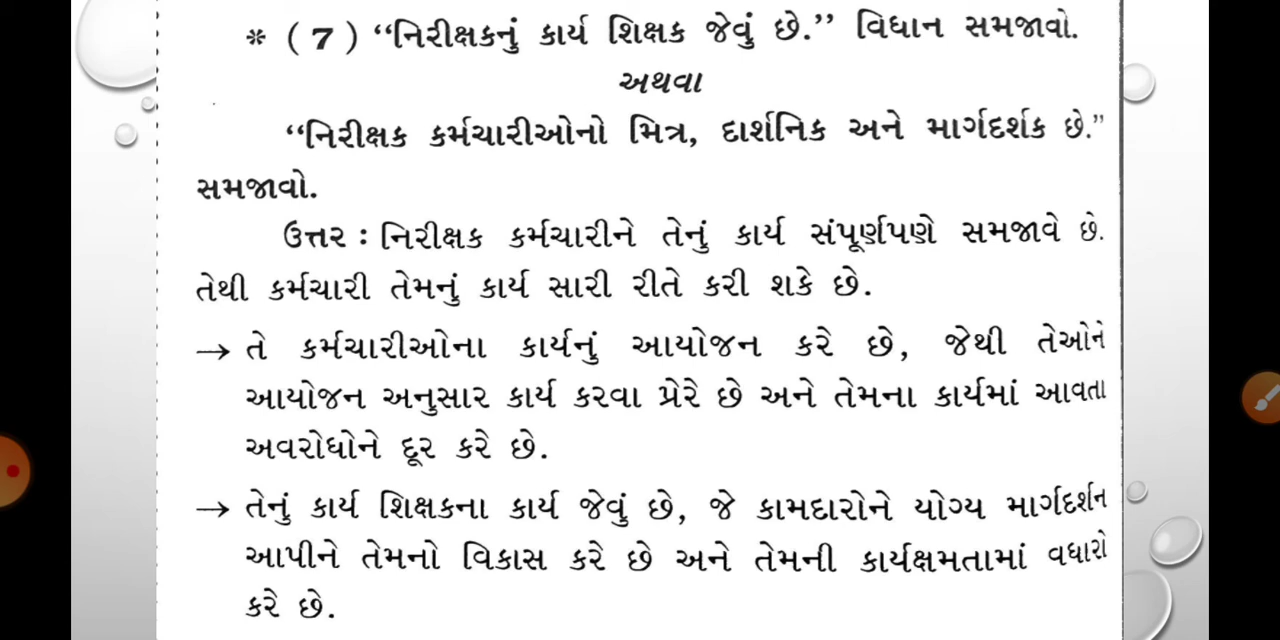 * (7) “નિરીક્ષકનું કાર્ય શિક્ષક જેવું છે.” વિધાન સમજાવો.
અથવા
“નિરીક્ષક કર્મચારીઓનો મિત્ર, દાર્શનિક અને માર્ગદર્શક છે.”
સમજાવો.
ઉત્તર : નિરીક્ષક કર્મચારીને તેનું કાર્ય સંપૂર્ણપણે સમજાવે છે.
તેથી કર્મચારી તેમનું કાર્ય સારી રીતે કરી શકે છે.
→ તે કર્મચારીઓના કાર્યનું આયોજન કરે છે, જેથી તેઓને
આયોજન અનુસાર કાર્ય કરવા પ્રેરે છે અને તેમના કાર્યમાં આવતા
અવરોધોને દૂર કરે છે.
→ તેનું કાર્ય શિક્ષકના કાર્ય જેવું છે, જે કામદારોને યોગ્ય માર્ગદર્શન
આપીને તેમનો વિકાસ કરે છે અને તેમની કાર્યક્ષમતામાં વધારો
કરે છે.